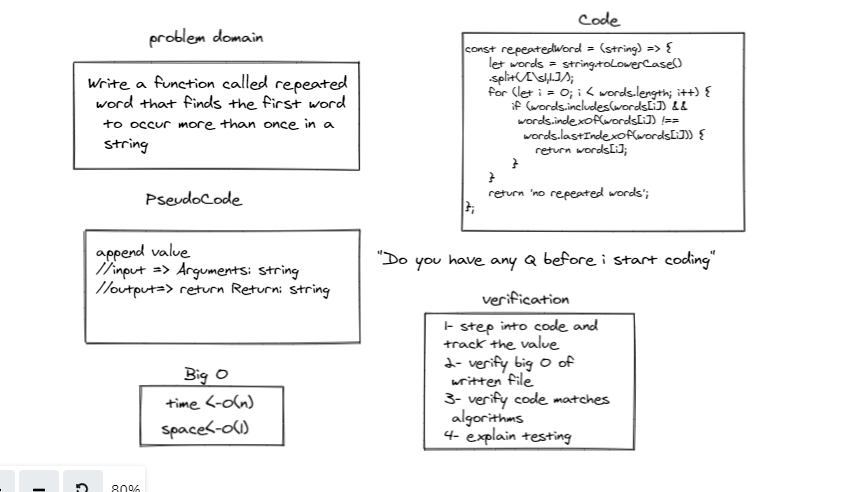 problem domain
Write a function called repeated
word that finds the first word
to occur more than once in a
string
PseudoCode
append value
//input => Arguments: string
//output=> return Return: string
Big O
time <-o(n)
space<-o(1)
Code
const repeatedWord = (string) => {
let words = string.toLowerCase()
.split(/[\s,.]/);
for (let i = 0; i < words.length; i++) {
if (words.includes(words[i]) &&
words.indexOf(words[i]) !==
words.lastIndexOf(words[i])) {
return words[i];
}
}
return 'no repeated words';
};
"Do you have any Q before i start coding"
verification
1- step into code and
track the value
2- verify big O of
written file
3- verify code matches
algorithms
4- explain testing
80%